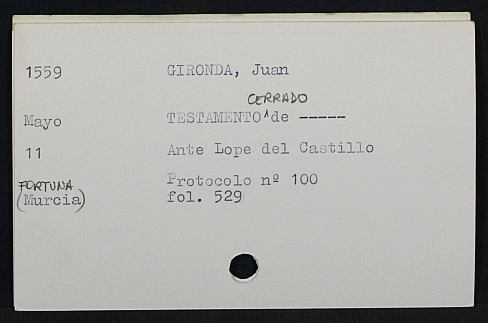 1559 GIRONDA, Juan
CERRADO
Mayo TESTAMENTO ^ de -----
11 Ante Lope del Castillo
FORTUNA Protocolo nº 100
(Murcia) fol. 529